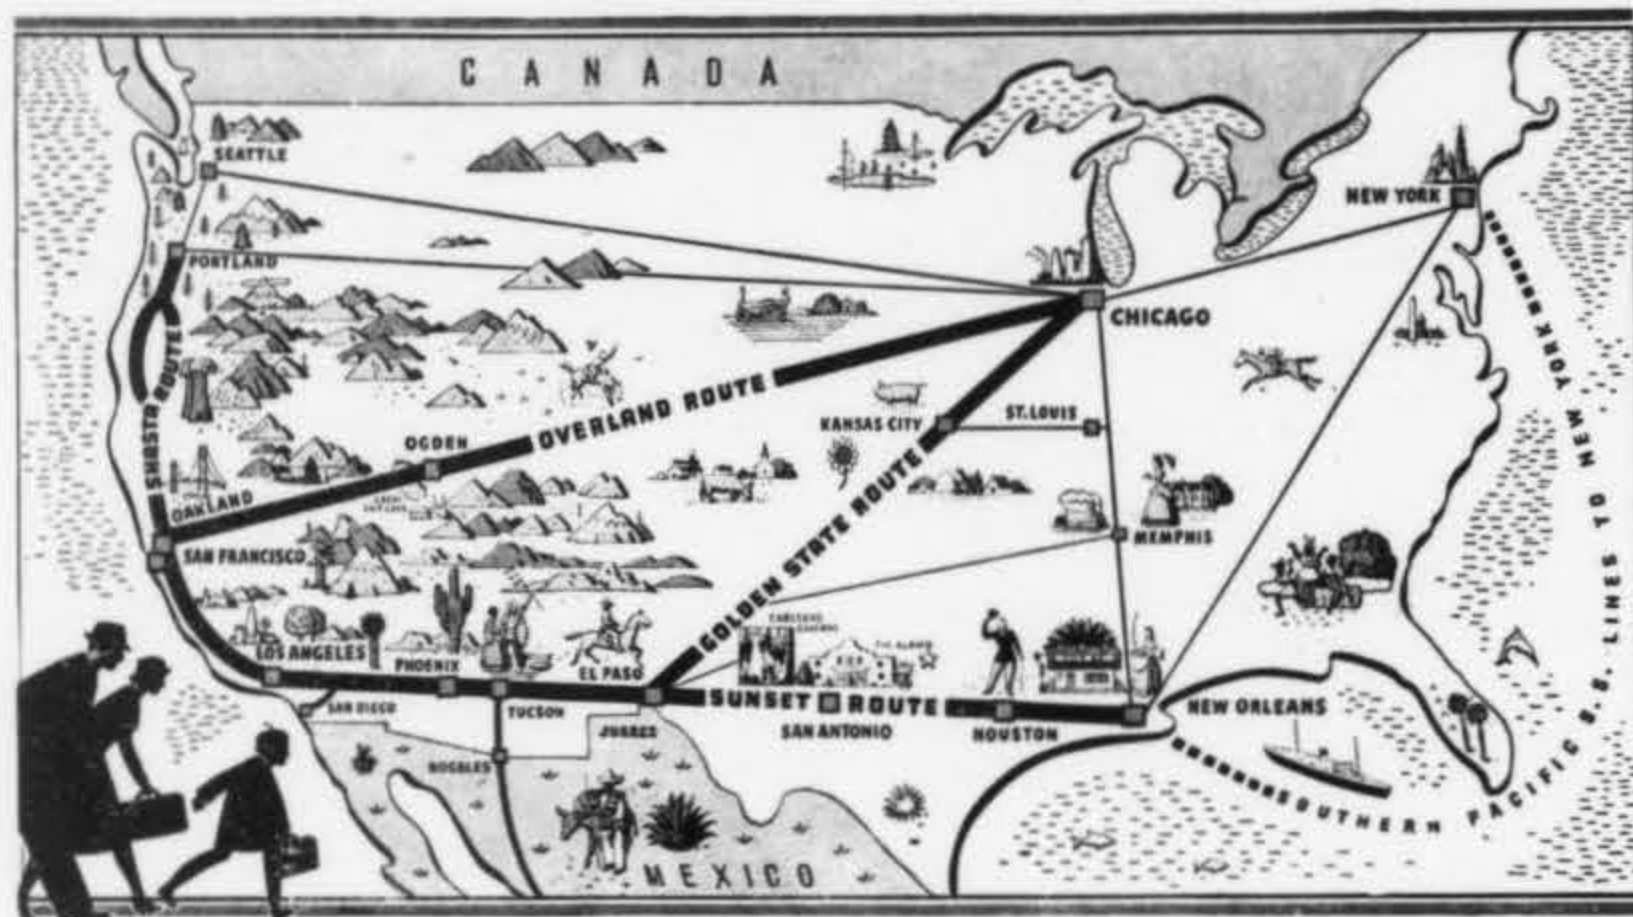 CANADA
SEATTLE
NEW YORK
PORTLAND
CHICAGO
SHASTA ROUTE
OVERLAND ROUTE
KANSAS CITY
ST. LOUIS
OGDEN
OAKLAND
GOLDEN STATE ROUTE
MEMPHIS
SAN FRANCISCO
CARLSBAD
CAVERNS
THE ALAMO
LOS ANGELES
PHOENIX
EL PASO
SUNSET ROUTE
SAN DIEGO
TUCSON
JUAREZ
SAN ANTONIO
HOUSTON
NEW ORLEANS
NOGALES
SOUTHERN PACIFIC S.S. LINES TO NEW YORK
MEXICO